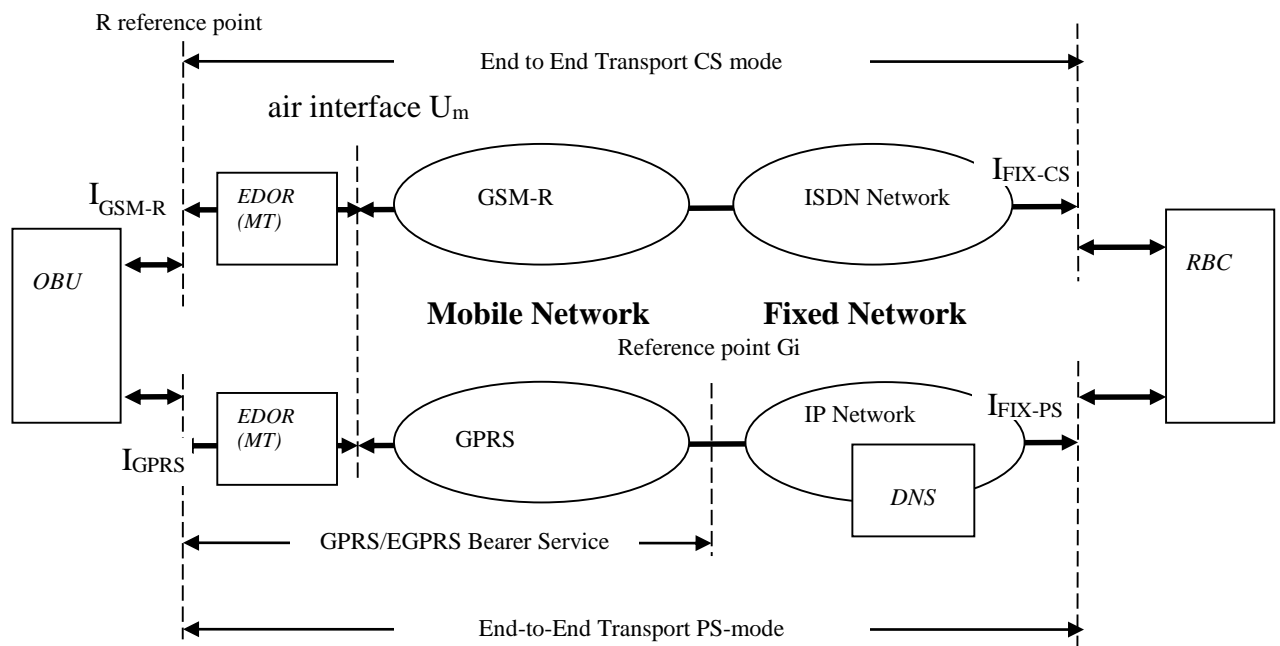 R reference point
End to End Transport CS mode
air interface Um
IGSM-R
EDOR
(MT)
GSM-R
ISDN Network
IFIX-CS
OBU
RBC
Mobile Network
Fixed Network
Reference point Gi
IGPRS
EDOR
(MT)
GPRS
IP Network
IFIX-PS
DNS
GPRS/EGPRS Bearer Service
End-to-End Transport PS-mode